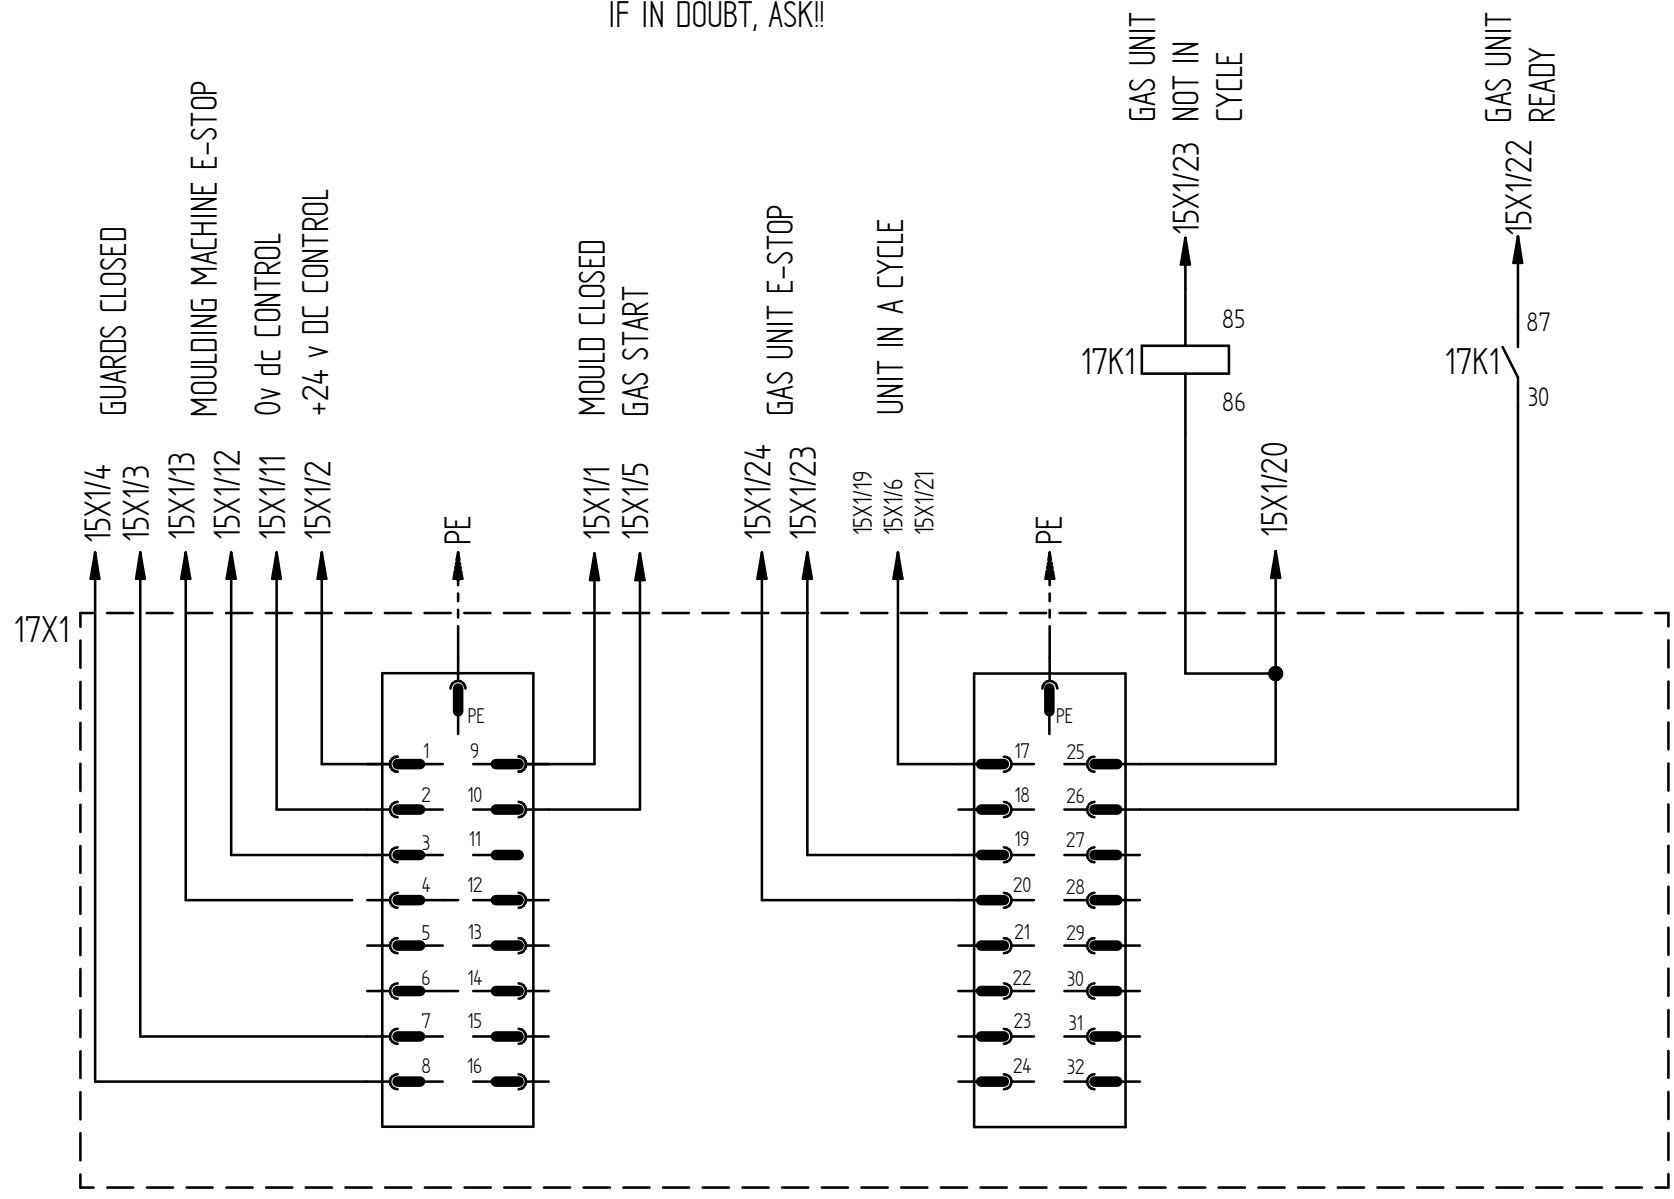 IF IN DOUBT, ASK!!
GUARDS CLOSED
MOULDING MACHINE E-STOP
0v dc CONTROL
+24 v DC CONTROL
MOULD CLOSED
GAS START
GAS UNIT E-STOP
UNIT IN A CYCLE
GAS UNIT
NOT IN
CYCLE
GAS UNIT
READY
15X1/4
15X1/3
15X1/13
15X1/12
15X1/11
15X1/2
PE
15X1/1
15X1/5
15X1/24
15X1/23
15X1/19
15X1/6
15X1/21
PE
15X1/23
85
17K1
86
15X1/20
15X1/22
87
17K1
30
17X1
PE
1 9
2 10
3 11
4 12
5 13
6 14
7 15
8 16
PE
17 25
18 26
19 27
20 28
21 29
22 30
23 31
24 32